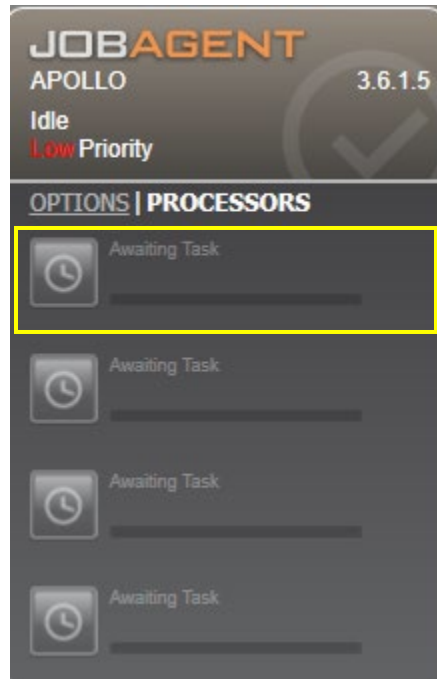 JOBAGENT
APOLLO 3.6.1.5
Idle
Low Priority
OPTIONS | PROCESSORS
Awaiting Task
Awaiting Task
Awaiting Task
Awaiting Task